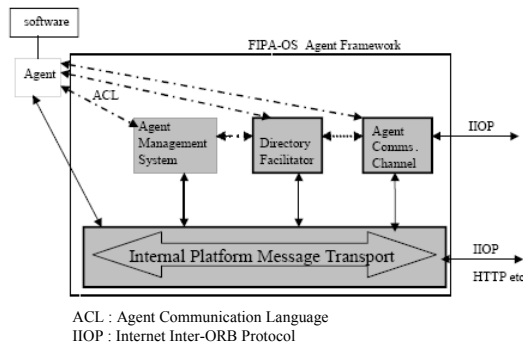 software
FIPA-OS Agent Framework
Agent
ACL
Agent
Management
System
Directory
Facilitator
Agent
Comms.
Channel
IIOP
Internal Platform Message Transport
IIOP
HTTP etc
ACL : Agent Communication Language
IIOP : Internet Inter-ORB Protocol